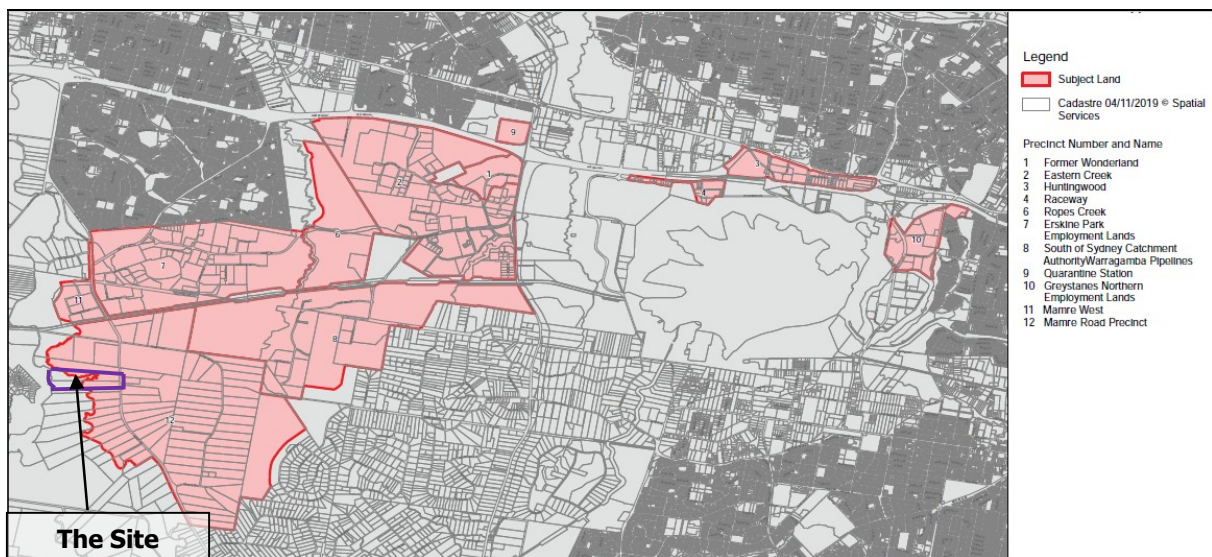 Legend
Subject Land
Cadastre 04/11/2019 © Spatial
Services
Precinct Number and Name
1 Former Wonderland
2 Eastern Creek
3 Huntingwood
4 Raceway
6 Ropes Creek
7 Erskine Park
Employment Lands
8 South of Sydney Catchment
AuthorityWarragamba Pipelines
9 Quarantine Station
10 Greystanes Northern
Employment Lands
11 Mamre West
12 Mamre Road Precinct
9
1
2
3
4
6
10
11
8
12
The Site